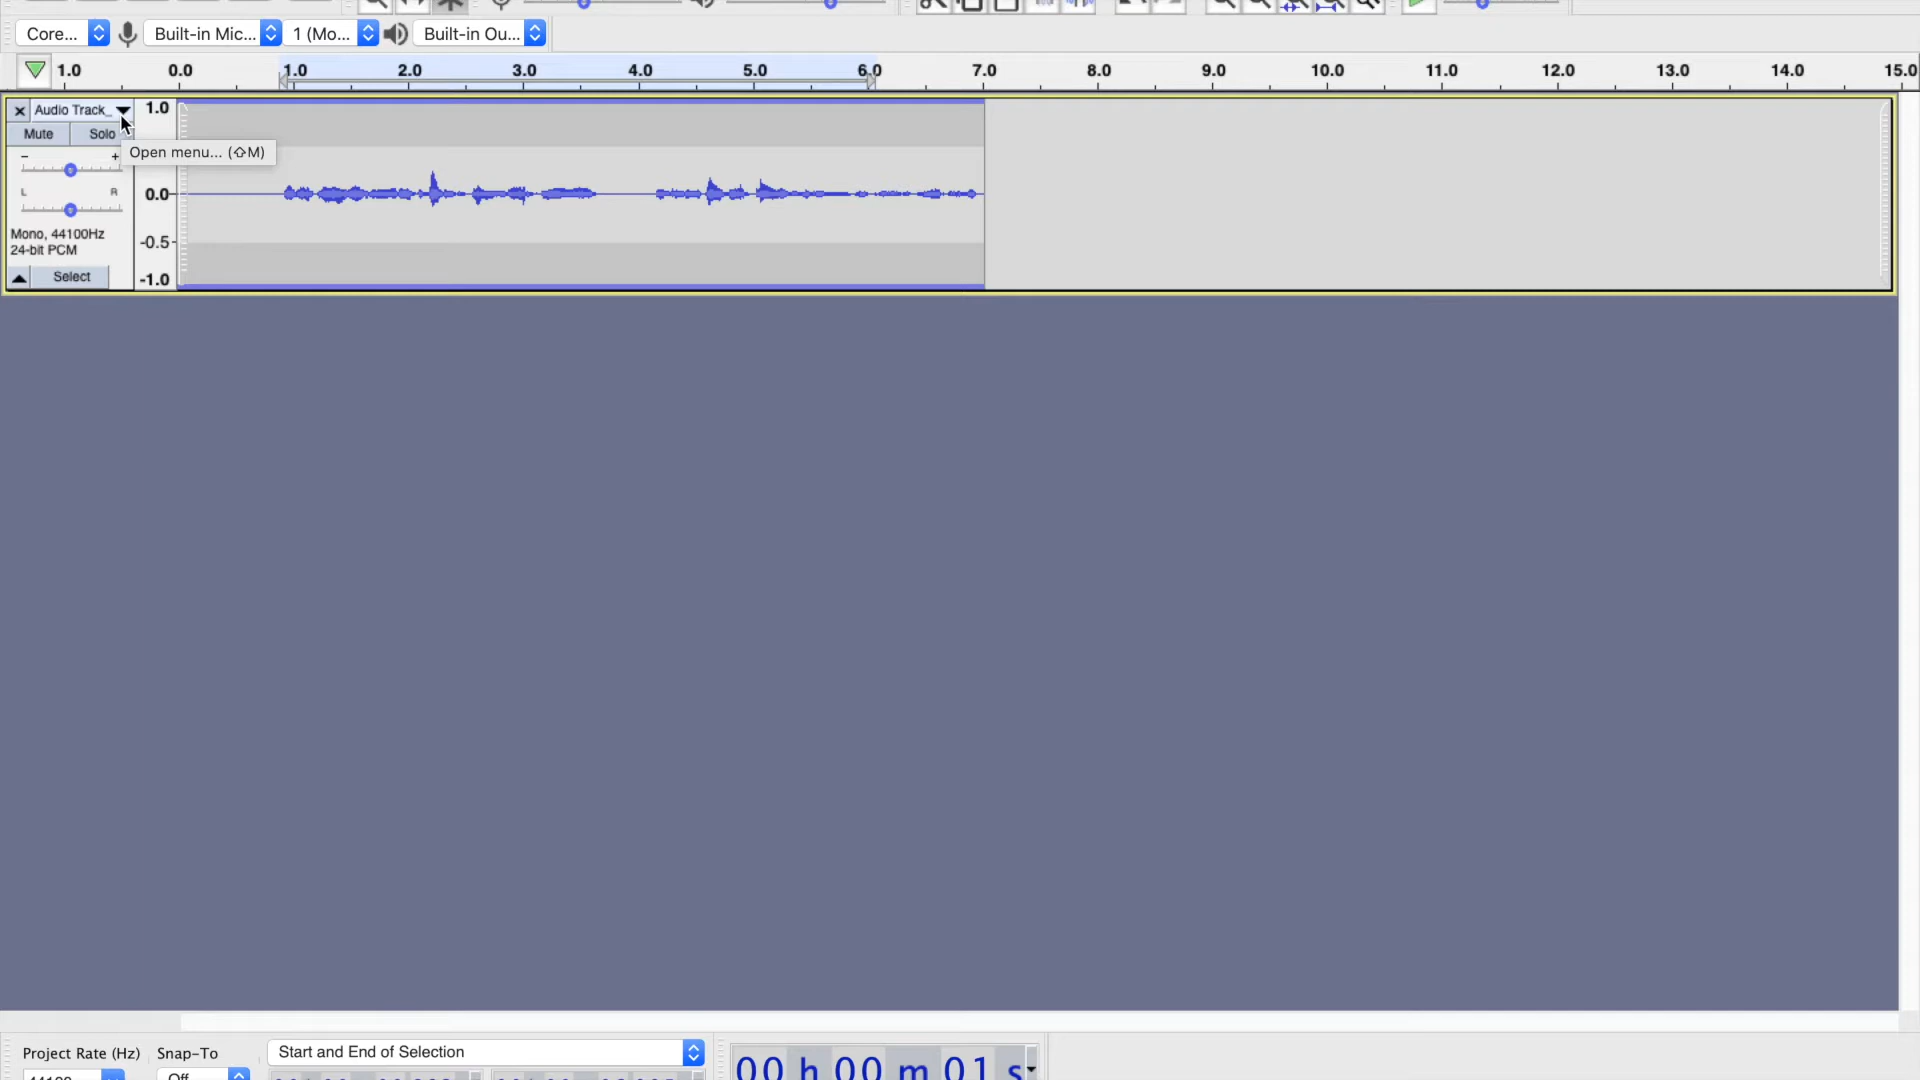 Core... Built-in Mic... 1 (Mo... Built-in Ou...
1.0 0.0 1.0 2.0 3.0 4.0 5.0 6.0 7.0 8.0 9.0 10.0 11.0 12.0 13.0 14.0 15.0
× Audio Track_ 1.0
Mute Solo
Open menu... (⇧M)
- +
L R
0.0-
Mono, 44100Hz
24-bit PCM
-0.5-
Select
-1.0
Project Rate (Hz) Snap-To Start and End of Selection
44100 Off 00 h 00 m 01 s